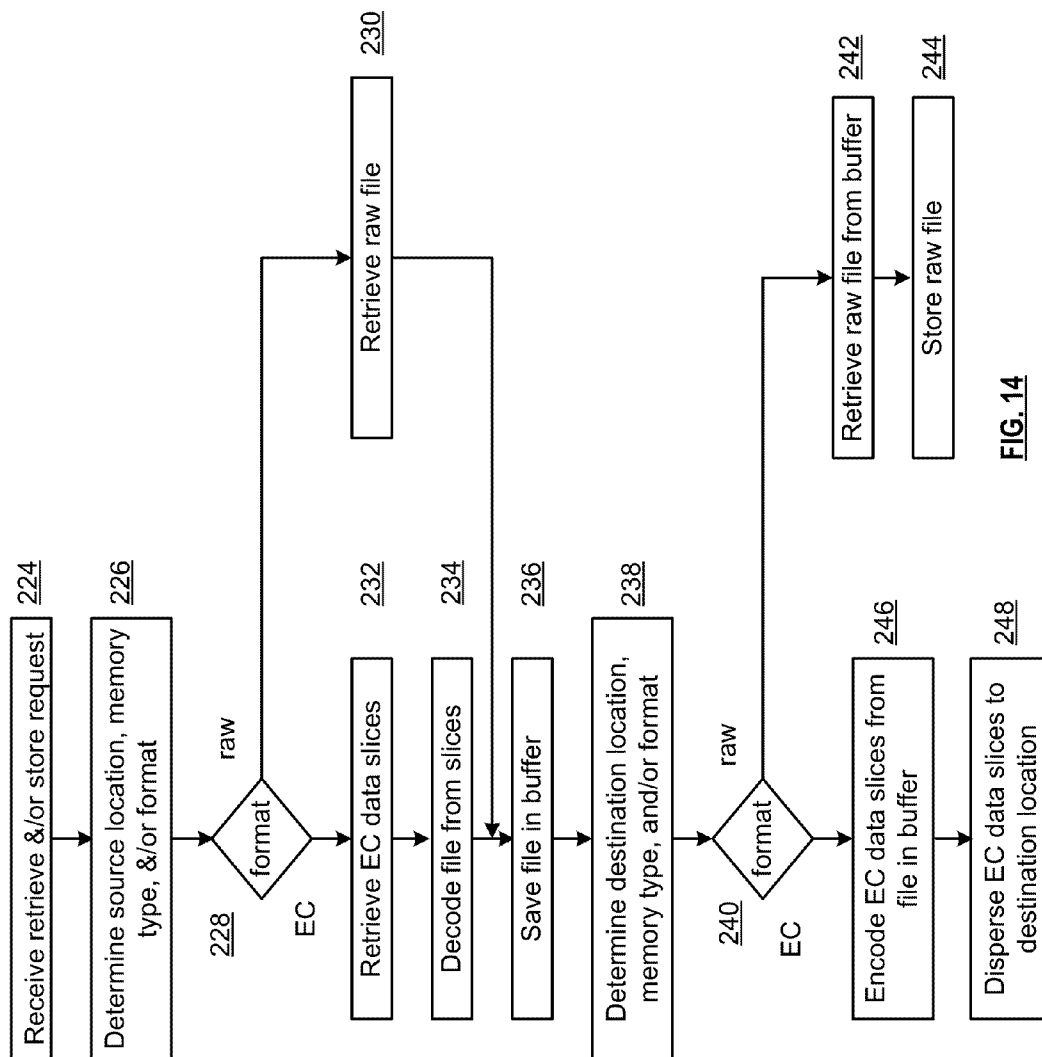 Receive retrieve &/or store request
224
Determine source location, memory
type, &/or format
226
228
format
raw
EC
Retrieve raw file
230
Retrieve EC data slices
232
Decode file from slices
234
Save file in buffer
236
Determine destination location,
memory type, and/or format
238
240
format
raw
EC
Retrieve raw file from buffer
242
Store raw file
244
Encode EC data slices from
file in buffer
246
Disperse EC data slices to
destination location
248
FIG. 14